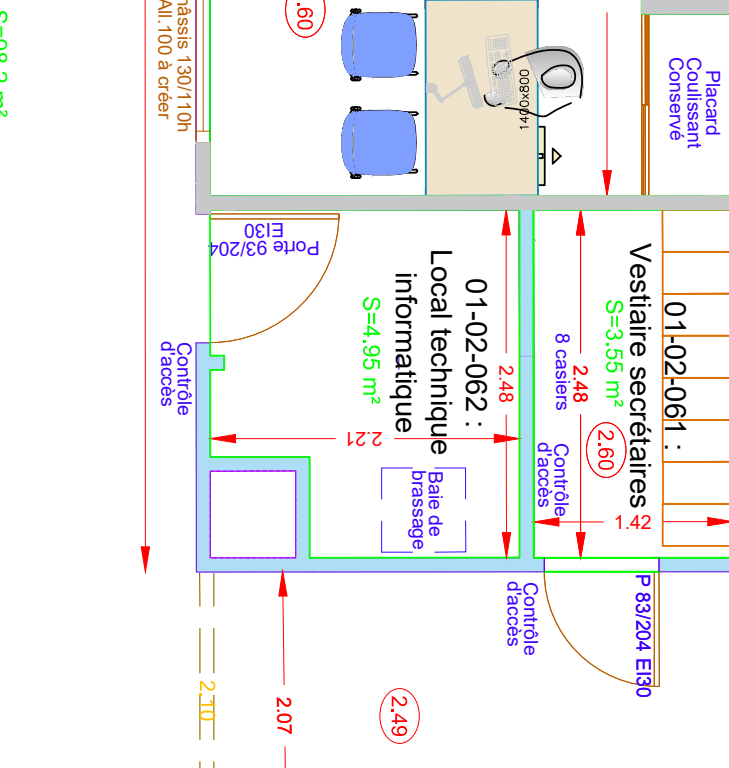 Placard
Coulissant
Conservé
1400x800
.60
hâssis 130/110h
All.100 à créer
Porte 93/204
EI30
01-02-061 :
Vestiaire secrétaires
S=3.55 m²
2.48
8 casiers
2.60
1.42
Contrôle
d'accès
01-02-062 :
Local technique
informatique
S=4.95 m²
2.48
2.21
Baie de
brassage
Contrôle
d'accès
Contrôle
d'accès
P 83/204 EI30
2.49
2.07
2.10